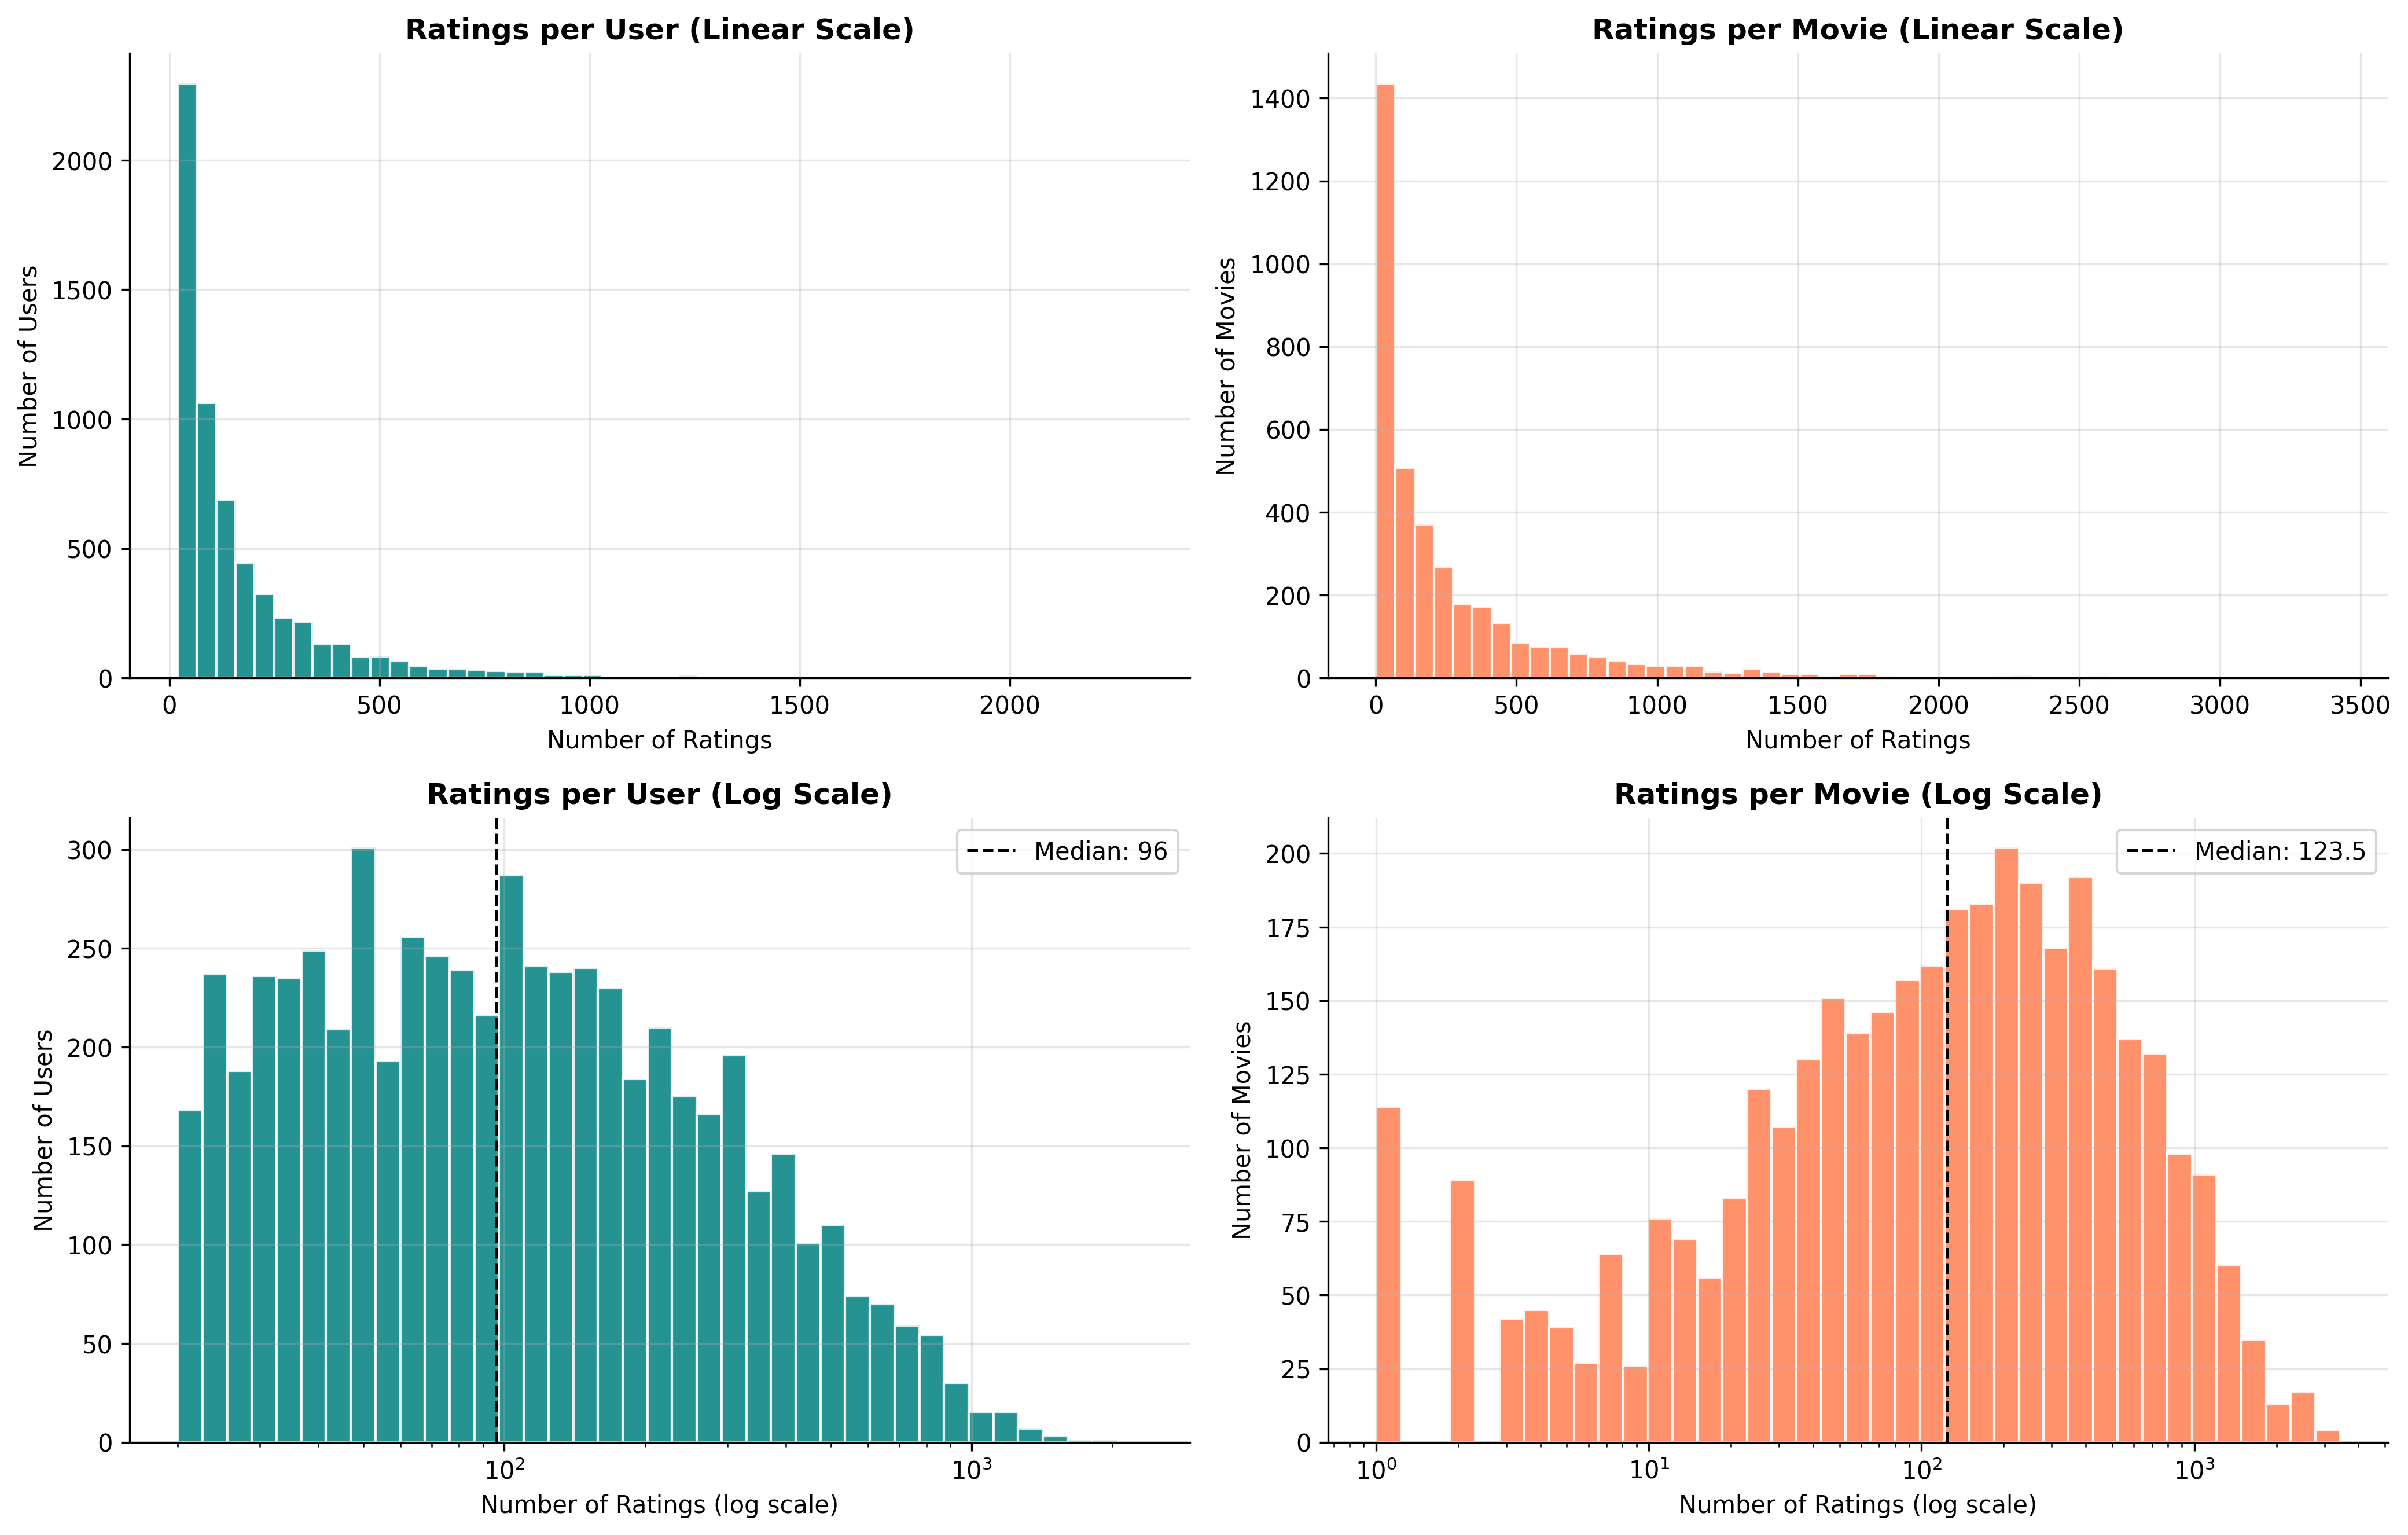 Ratings per User (Linear Scale)
Number of Users
2000
1500
1000
500
0
0 500 1000 1500 2000
Number of Ratings
Ratings per Movie (Linear Scale)
Number of Movies
1400
1200
1000
800
600
400
200
0
0 500 1000 1500 2000 2500 3000 3500
Number of Ratings
Ratings per User (Log Scale)
Median: 96
Number of Users
300
250
200
150
100
50
0
10² 10³
Number of Ratings (log scale)
Ratings per Movie (Log Scale)
Median: 123.5
Number of Movies
200
175
150
125
100
75
50
25
0
10⁰ 10¹ 10² 10³
Number of Ratings (log scale)